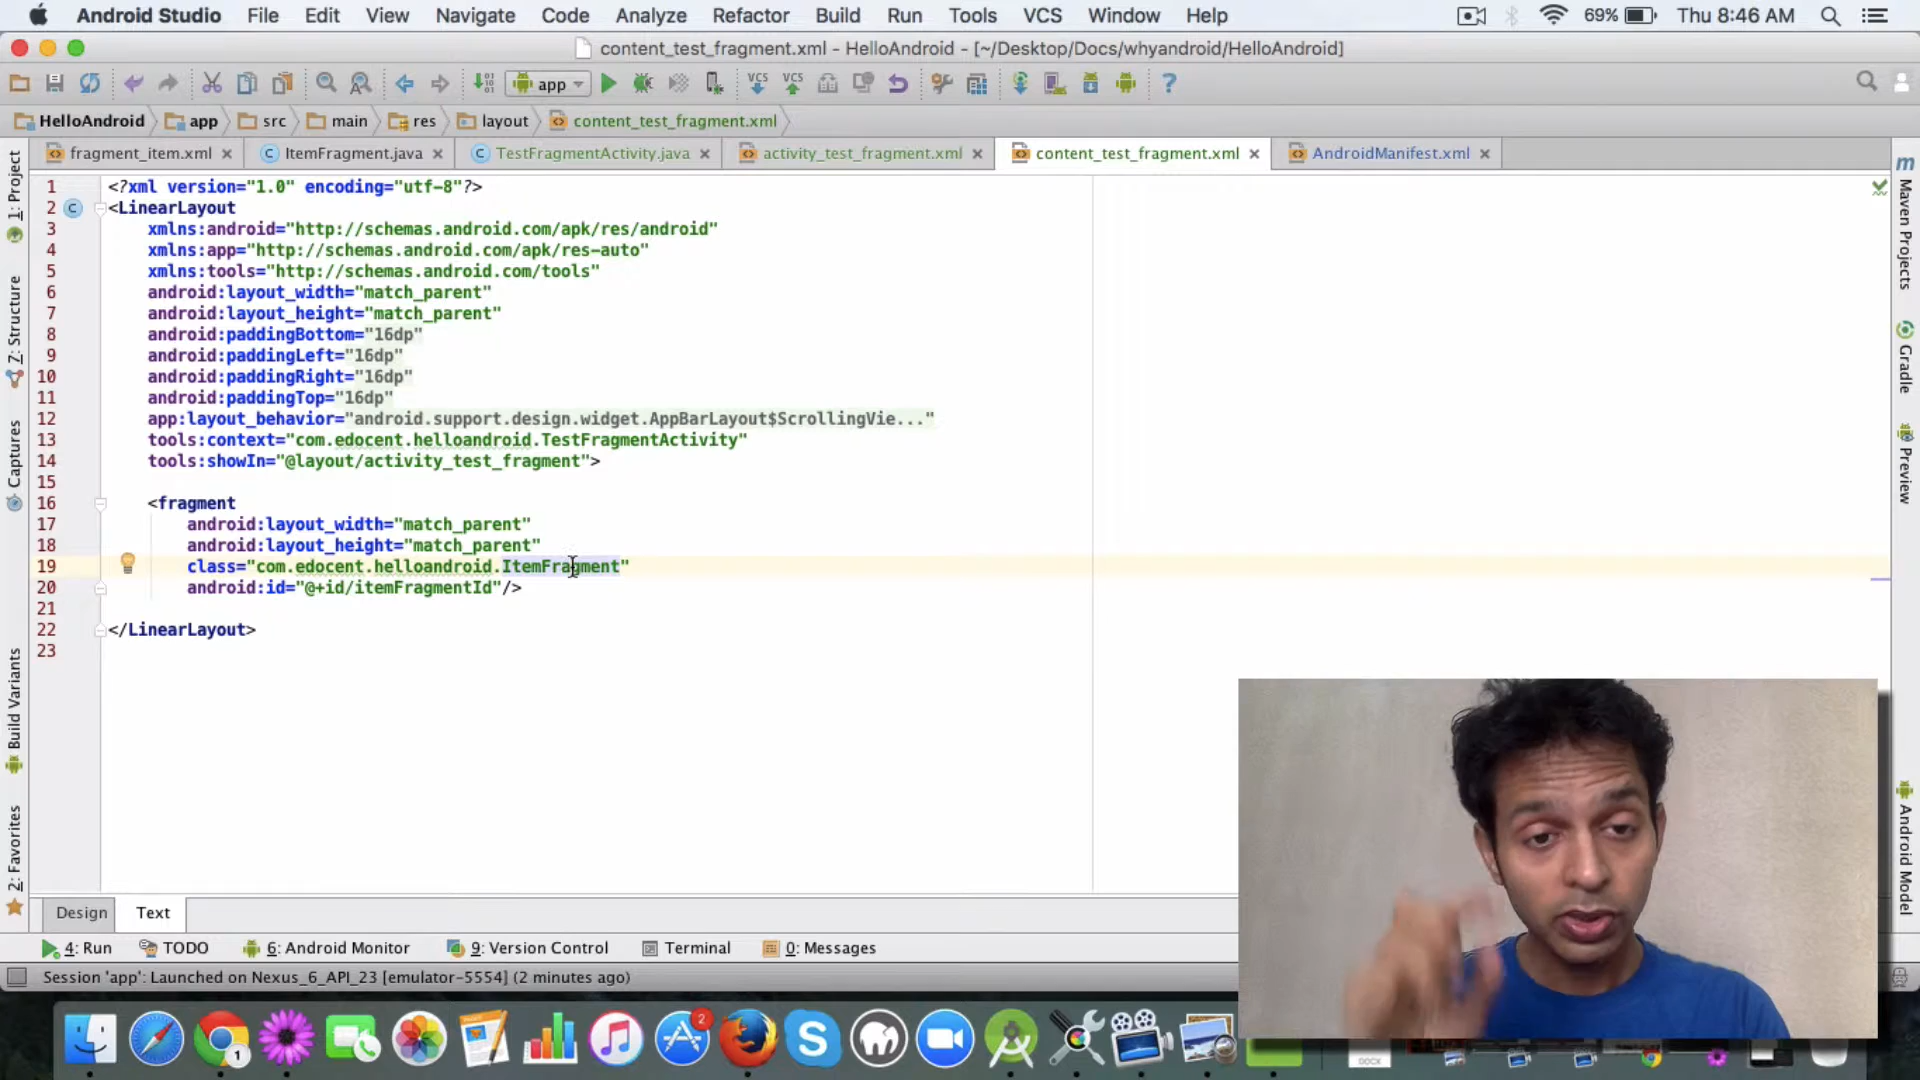 Android Studio File Edit View Navigate Code Analyze Refactor Build Run Tools VCS Window Help 69% Thu 8:46 AM
content_test_fragment.xml - HelloAndroid - [~/Desktop/Docs/whyandroid/HelloAndroid]
app VCS VCS ?
HelloAndroid app src main res layout content_test_fragment.xml
fragment_item.xml ItemFragment.java TestFragmentActivity.java activity_test_fragment.xml content_test_fragment.xml AndroidManifest.xml
1 <?xml version="1.0" encoding="utf-8"?>
2 <LinearLayout
3 xmlns:android="http://schemas.android.com/apk/res/android"
4 xmlns:app="http://schemas.android.com/apk/res-auto"
5 xmlns:tools="http://schemas.android.com/tools"
6 android:layout_width="match_parent"
7 android:layout_height="match_parent"
8 android:paddingBottom="16dp"
9 android:paddingLeft="16dp"
10 android:paddingRight="16dp"
11 android:paddingTop="16dp"
12 app:layout_behavior="android.support.design.widget.AppBarLayout$ScrollingVie..."
13 tools:context="com.edocent.helloandroid.TestFragmentActivity"
14 tools:showIn="@layout/activity_test_fragment">
15
16 <fragment
17 android:layout_width="match_parent"
18 android:layout_height="match_parent"
19 class="com.edocent.helloandroid.ItemFragment"
20 android:id="@+id/itemFragmentId"/>
21
22 </LinearLayout>
23
1: Project
7: Structure
Captures
Build Variants
2: Favorites
m Maven Projects
Gradle
Preview
Android Model
Design Text
4: Run TODO 6: Android Monitor 9: Version Control Terminal 0: Messages
Session 'app': Launched on Nexus_6_API_23 [emulator-5554] (2 minutes ago)
1
2
DOCX